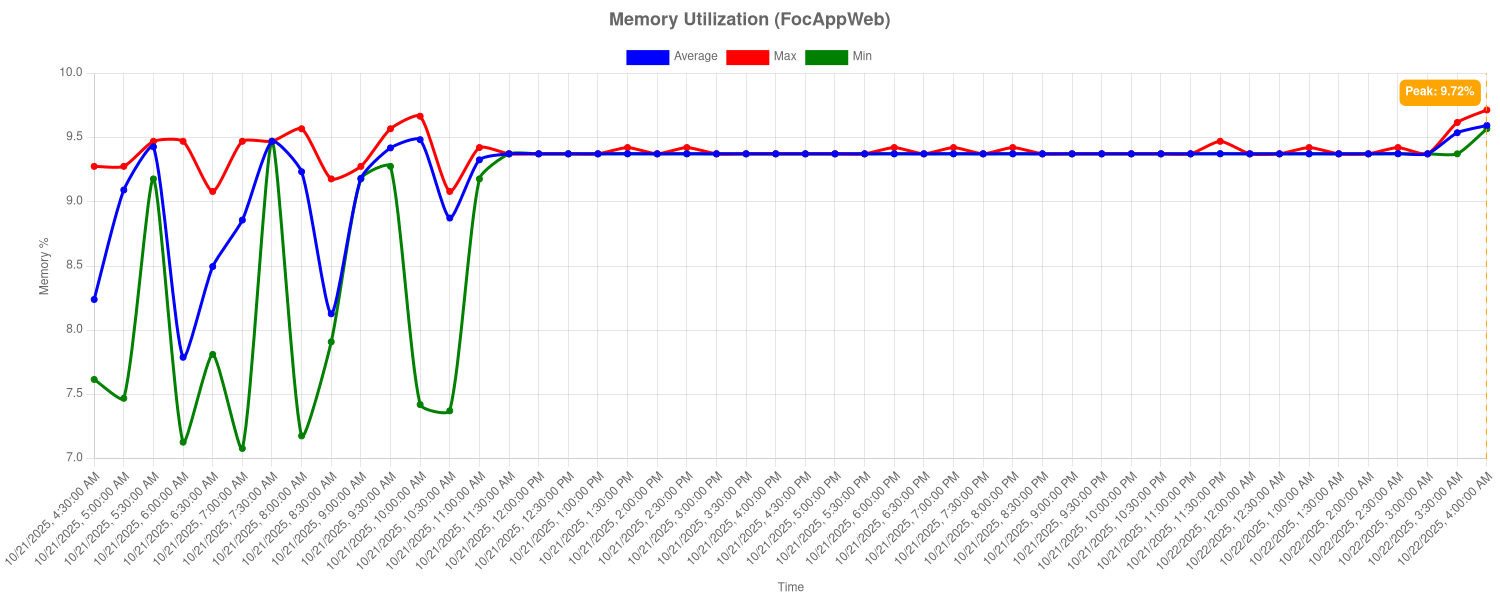 Memory Utilization (FocAppWeb)
Average Max Min
10.0
Peak: 9.72%
9.5
9.0
8.5
8.0
7.5
7.0
Memory %
10/21/2025, 4:30:00 AM
10/21/2025, 5:00:00 AM
10/21/2025, 5:30:00 AM
10/21/2025, 6:00:00 AM
10/21/2025, 6:30:00 AM
10/21/2025, 7:00:00 AM
10/21/2025, 7:30:00 AM
10/21/2025, 8:00:00 AM
10/21/2025, 8:30:00 AM
10/21/2025, 9:00:00 AM
10/21/2025, 9:30:00 AM
10/21/2025, 10:00:00 AM
10/21/2025, 10:30:00 AM
10/21/2025, 11:00:00 AM
10/21/2025, 11:30:00 AM
10/21/2025, 12:00:00 PM
10/21/2025, 12:30:00 PM
10/21/2025, 1:00:00 PM
10/21/2025, 1:30:00 PM
10/21/2025, 2:00:00 PM
10/21/2025, 2:30:00 PM
10/21/2025, 3:00:00 PM
10/21/2025, 3:30:00 PM
10/21/2025, 4:00:00 PM
10/21/2025, 4:30:00 PM
10/21/2025, 5:00:00 PM
10/21/2025, 5:30:00 PM
10/21/2025, 6:00:00 PM
10/21/2025, 6:30:00 PM
10/21/2025, 7:00:00 PM
10/21/2025, 7:30:00 PM
10/21/2025, 8:00:00 PM
10/21/2025, 8:30:00 PM
10/21/2025, 9:00:00 PM
10/21/2025, 9:30:00 PM
10/21/2025, 10:00:00 PM
10/21/2025, 10:30:00 PM
10/21/2025, 11:00:00 PM
10/21/2025, 11:30:00 PM
10/22/2025, 12:00:00 AM
10/22/2025, 12:30:00 AM
10/22/2025, 1:00:00 AM
10/22/2025, 1:30:00 AM
10/22/2025, 2:00:00 AM
10/22/2025, 2:30:00 AM
10/22/2025, 3:00:00 AM
10/22/2025, 3:30:00 AM
10/22/2025, 4:00:00 AM
Time